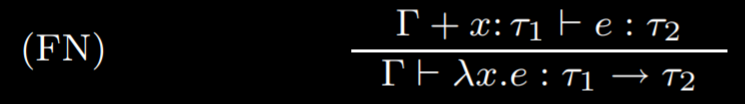 (FN)
Γ + x: τ₁ ⊢ e : τ₂
Γ ⊢ λx.e : τ₁ → τ₂